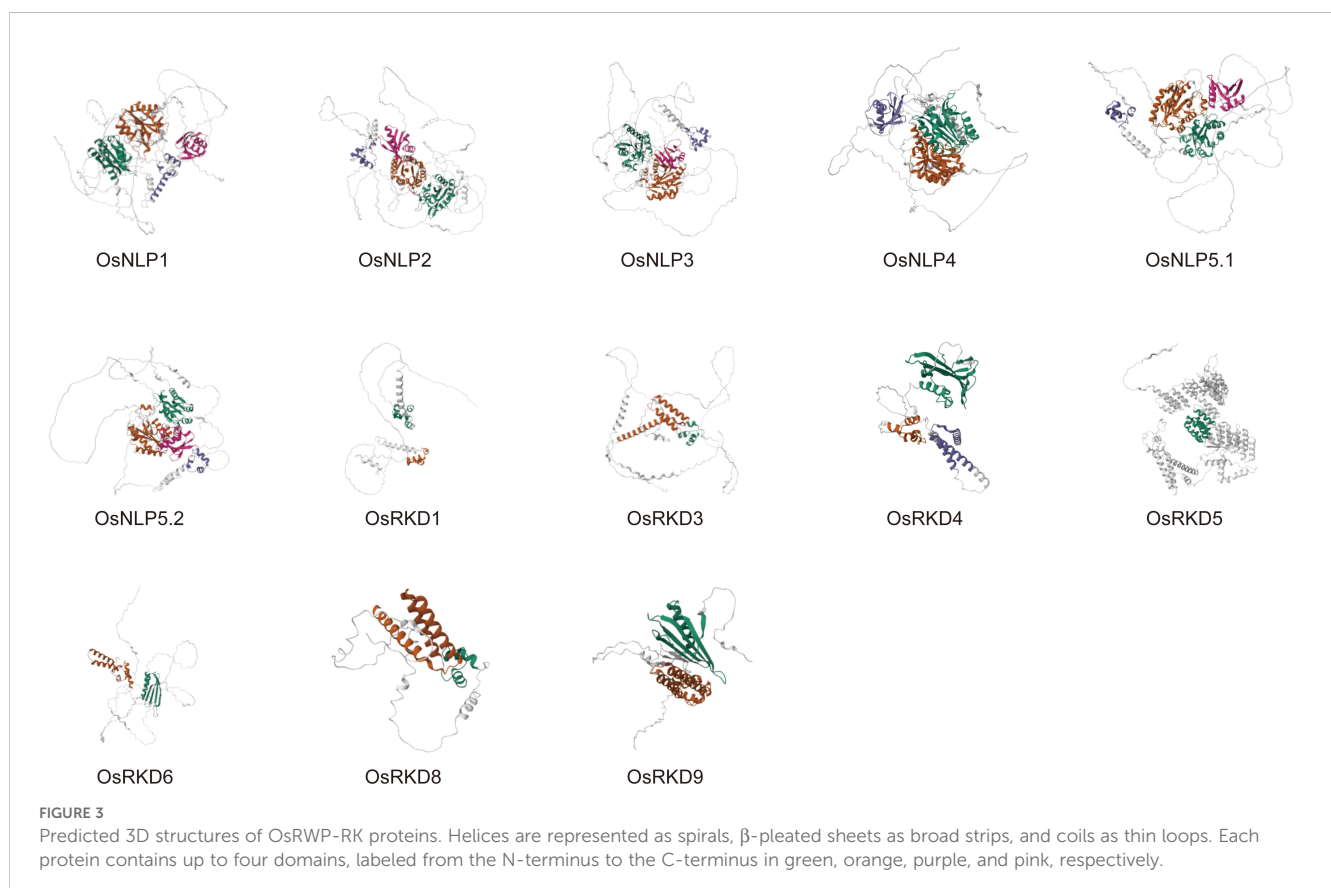 OsNLP1 OsNLP2 OsNLP3 OsNLP4 OsNLP5.1
OsNLP5.2 OsRKD1 OsRKD3 OsRKD4 OsRKD5
OsRKD6 OsRKD8 OsRKD9
FIGURE 3
Predicted 3D structures of OsRWP-RK proteins. Helices are represented as spirals, β-pleated sheets as broad strips, and coils as thin loops. Each
protein contains up to four domains, labeled from the N-terminus to the C-terminus in green, orange, purple, and pink, respectively.